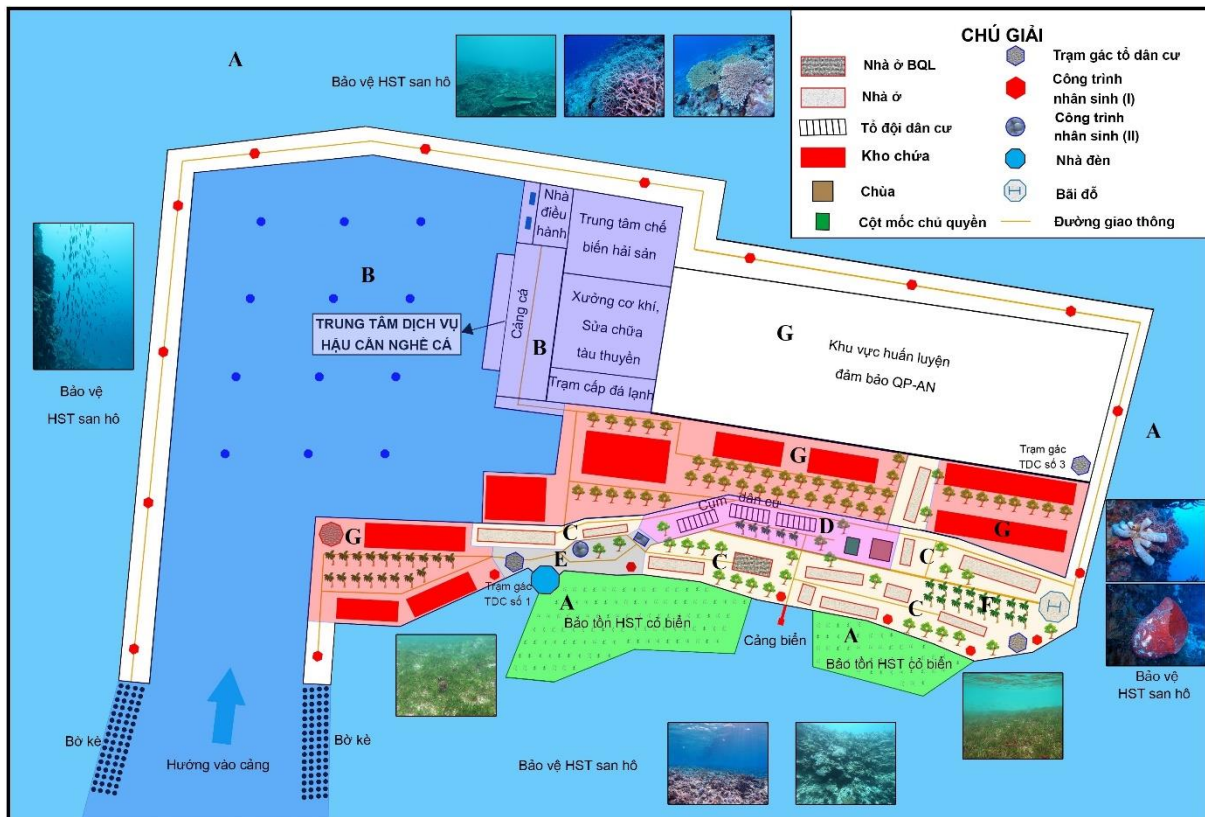 A
Bảo vệ HST san hô
CHÚ GIẢI
Nhà ở BQL
Nhà ở
Tổ đội dân cư
Kho chứa
Chùa
Cột mốc chủ quyền
Trạm gác tổ dân cư
Công trình
nhân sinh (I)
Công trình
nhân sinh (II)
Nhà đèn
H
Bãi đỗ
Đường giao thông
Bảo vệ
HST san hô
B
TRUNG TÂM DỊCH VỤ
HẬU CẦN NGHỀ CÁ
Nhà
điều
hành
Trung tâm chế
biến hải sản
Cảng cá
B
Xưởng cơ khí,
Sửa chữa
tàu thuyền
Trạm cấp đá lạnh
G
Khu vực huấn luyện
đảm bảo QP-AN
A
Trạm gác
TDC số 3
G
G
G
C
Cụm dân cư
D
E
C
C
C
F
H
Trạm gác
TDC số 1
A
Bảo tồn HST cỏ biển
Cảng biển
A
Bảo tồn HST cỏ biển
Bảo vệ
HST san hô
Bờ kè
Hướng vào cảng
Bờ kè
Bảo vệ HST san hô